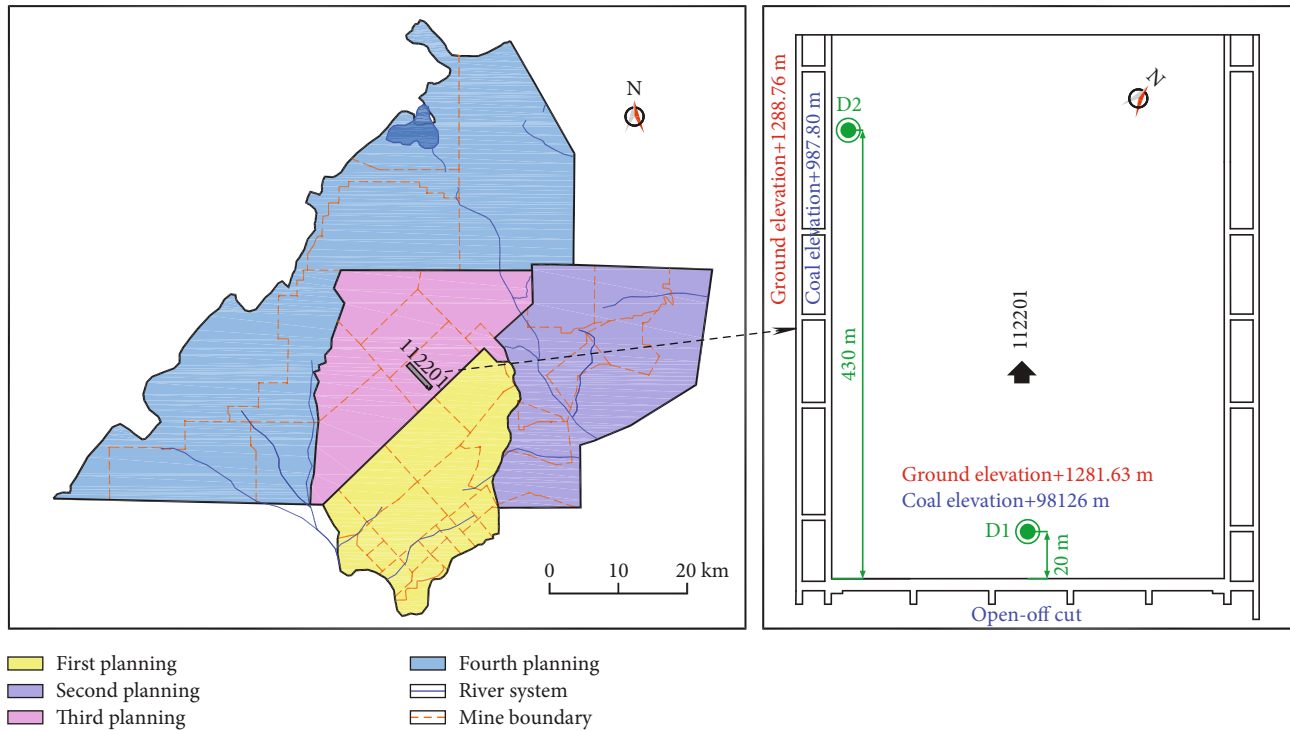 N
112201
0 10 20 km
Ground elevation+1288.76 m
Coal elevation+987.80 m
D2
N
430 m
112201
Ground elevation+1281.63 m
Coal elevation+98126 m
D1
20 m
Open-off cut
First planning
Second planning
Third planning
Fourth planning
River system
Mine boundary